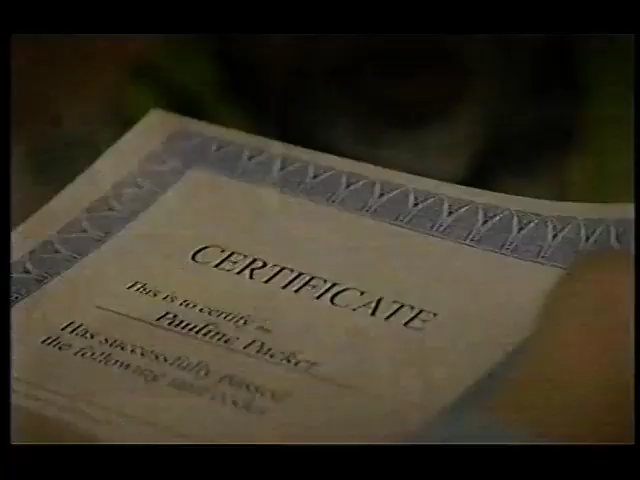 CERTIFICATE
This is to certify
Pauline Packer
Has successfully passed
the following